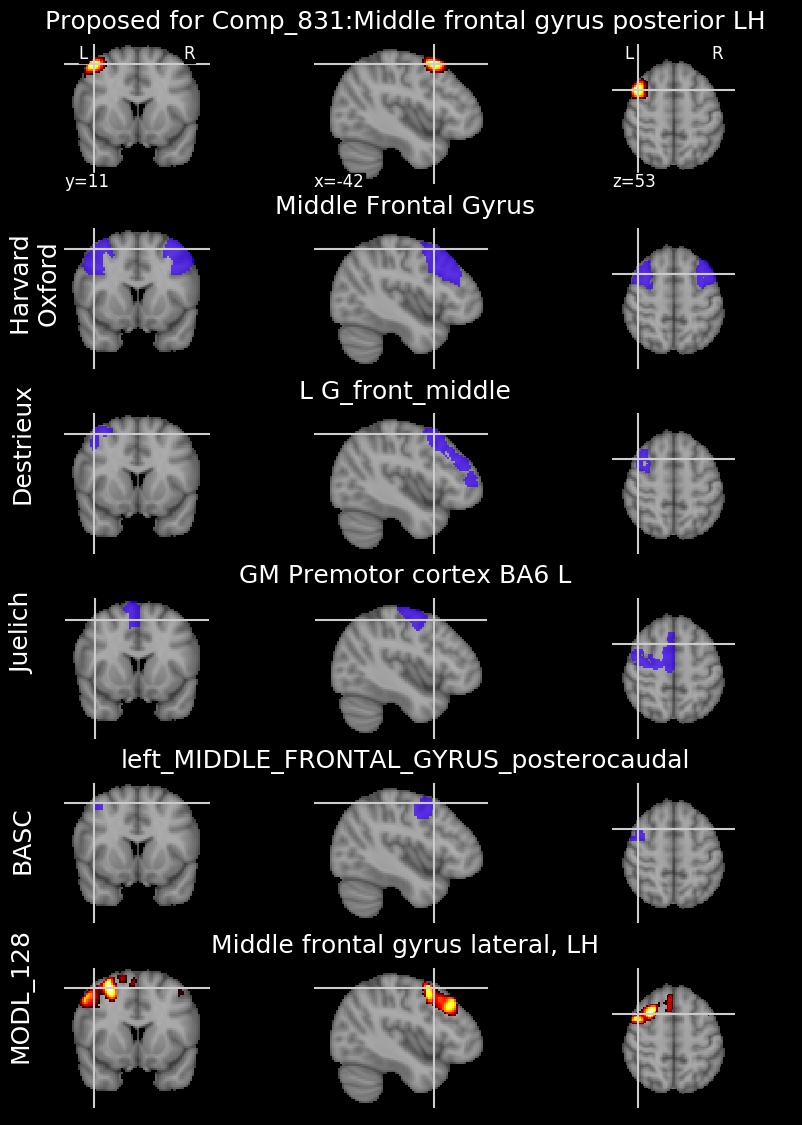 Proposed for Comp_831:Middle frontal gyrus posterior LH
L R L R
y=11 x=-42 z=53
Middle Frontal Gyrus
Harvard
Oxford
L G_front_middle
Destrieux
GM Premotor cortex BA6 L
Juelich
left_MIDDLE_FRONTAL_GYRUS_posterocaudal
BASC
Middle frontal gyrus lateral, LH
MODL_128